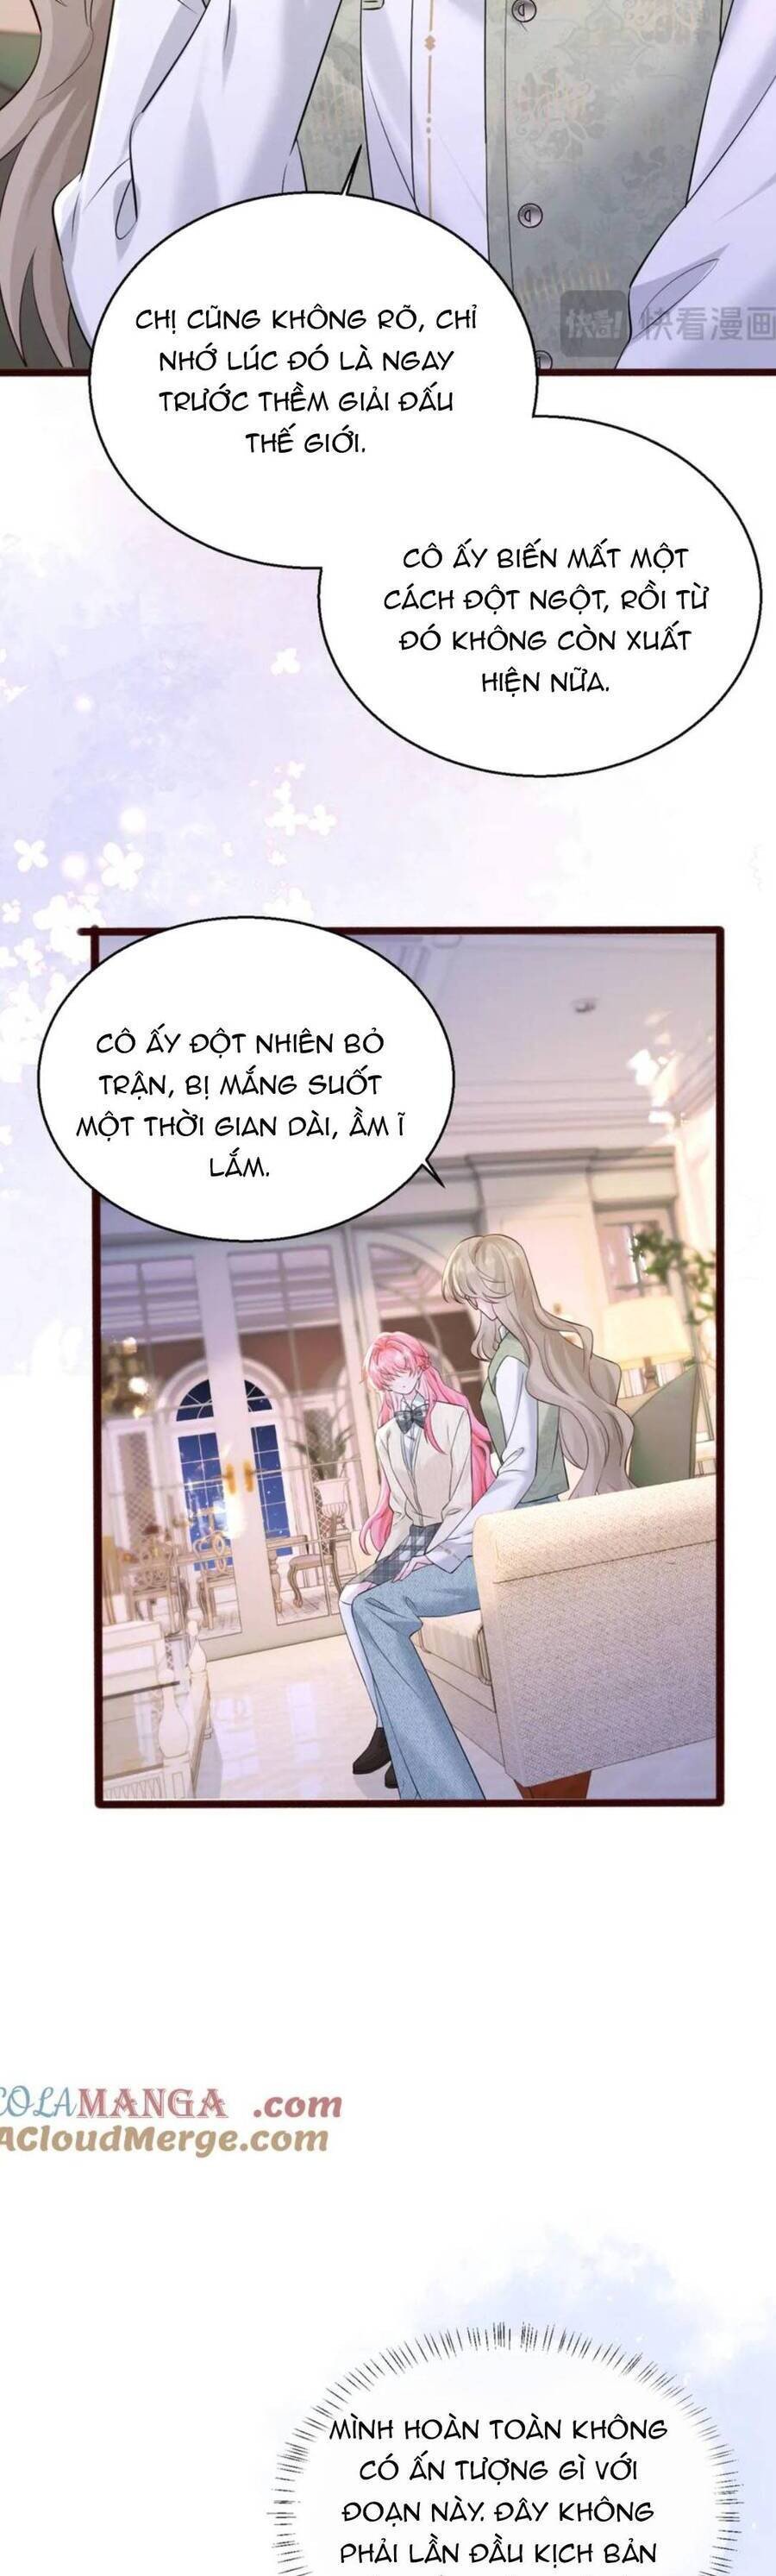 快看! 快看漫画
CHỊ CŨNG KHÔNG RÕ, CHỈ
NHỚ LÚC ĐÓ LÀ NGAY
TRƯỚC THỀM GIẢI ĐẤU
THẾ GIỚI.
CÔ ẤY BIẾN MẤT MỘT
CÁCH ĐỘT NGỘT, RỒI TỪ
ĐÓ KHÔNG CÒN XUẤT
HIỆN NỮA.
CÔ ẤY ĐỘT NHIÊN BỎ
TRẬN, BỊ MẮNG SUỐT
MỘT THỜI GIAN DÀI, ẦM Ĩ
LẮM.
COLAMANGA .com
ACloudMerge.com
MÌNH HOÀN TOÀN KHÔNG
CÓ ẤN TƯỢNG GÌ VỚI
ĐOẠN NÀY. ĐÂY KHÔNG
PHẢI LẦN ĐẦU KỊCH BẢN